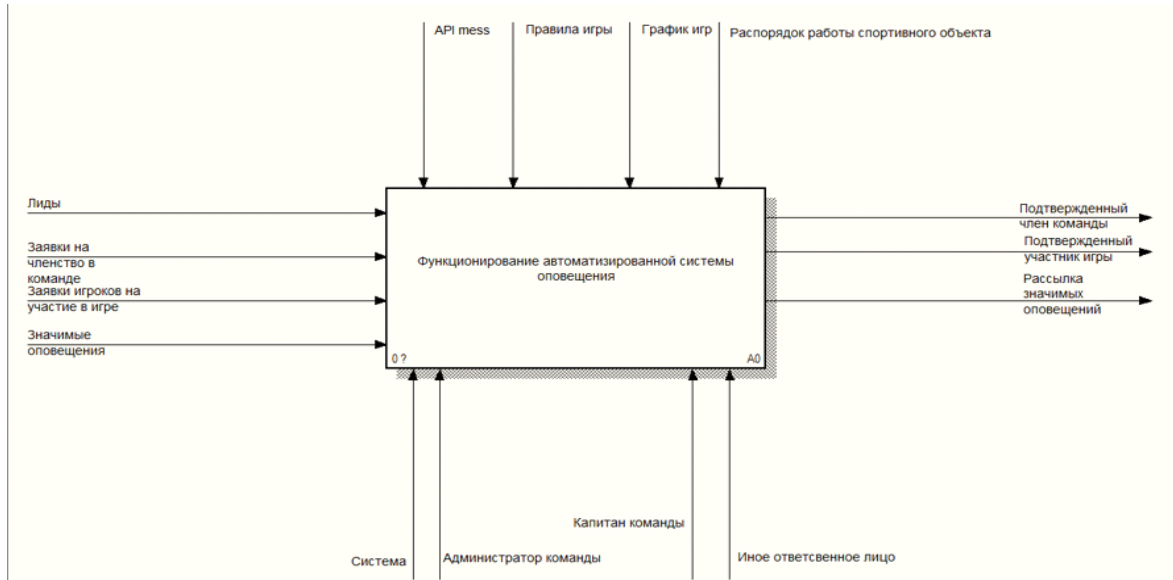 API mess
Правила игры
График игр
Распорядок работы спортивного объекта
Лиды
Заявки на
членство в
команде
Заявки игроков на
участие в игре
Значимые
оповещения
Функционирование автоматизированной системы
оповещения
0 ?
A0
Подтвержденный
член команды
Подтвержденный
участник игры
Рассылка
значимых
оповещений
Капитан команды
Система
Администратор команды
Иное ответсвенное лицо